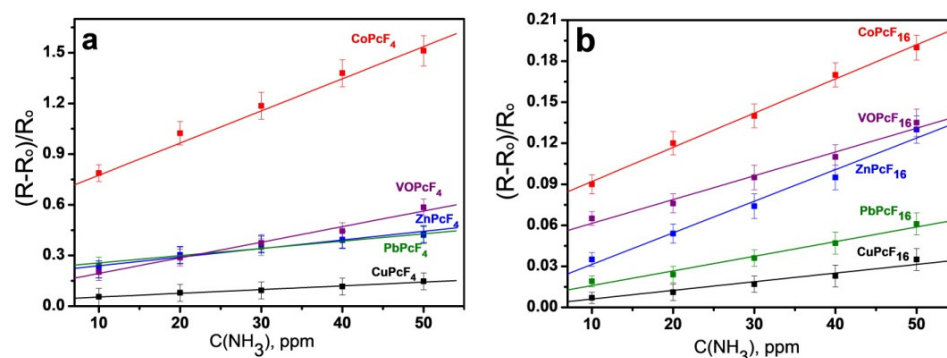 a
(R-R₀)/R₀
1.5
1.2
0.9
0.6
0.3
0.0
CoPcF₄
VOPcF₄
ZnPcF₄
PbPcF₄
CuPcF₄
10 20 30 40 50
C(NH₃), ppm
b
(R-R₀)/R₀
0.21
0.18
0.15
0.12
0.09
0.06
0.03
0.00
CoPcF₁₆
VOPcF₁₆
ZnPcF₁₆
PbPcF₁₆
CuPcF₁₆
10 20 30 40 50
C(NH₃), ppm